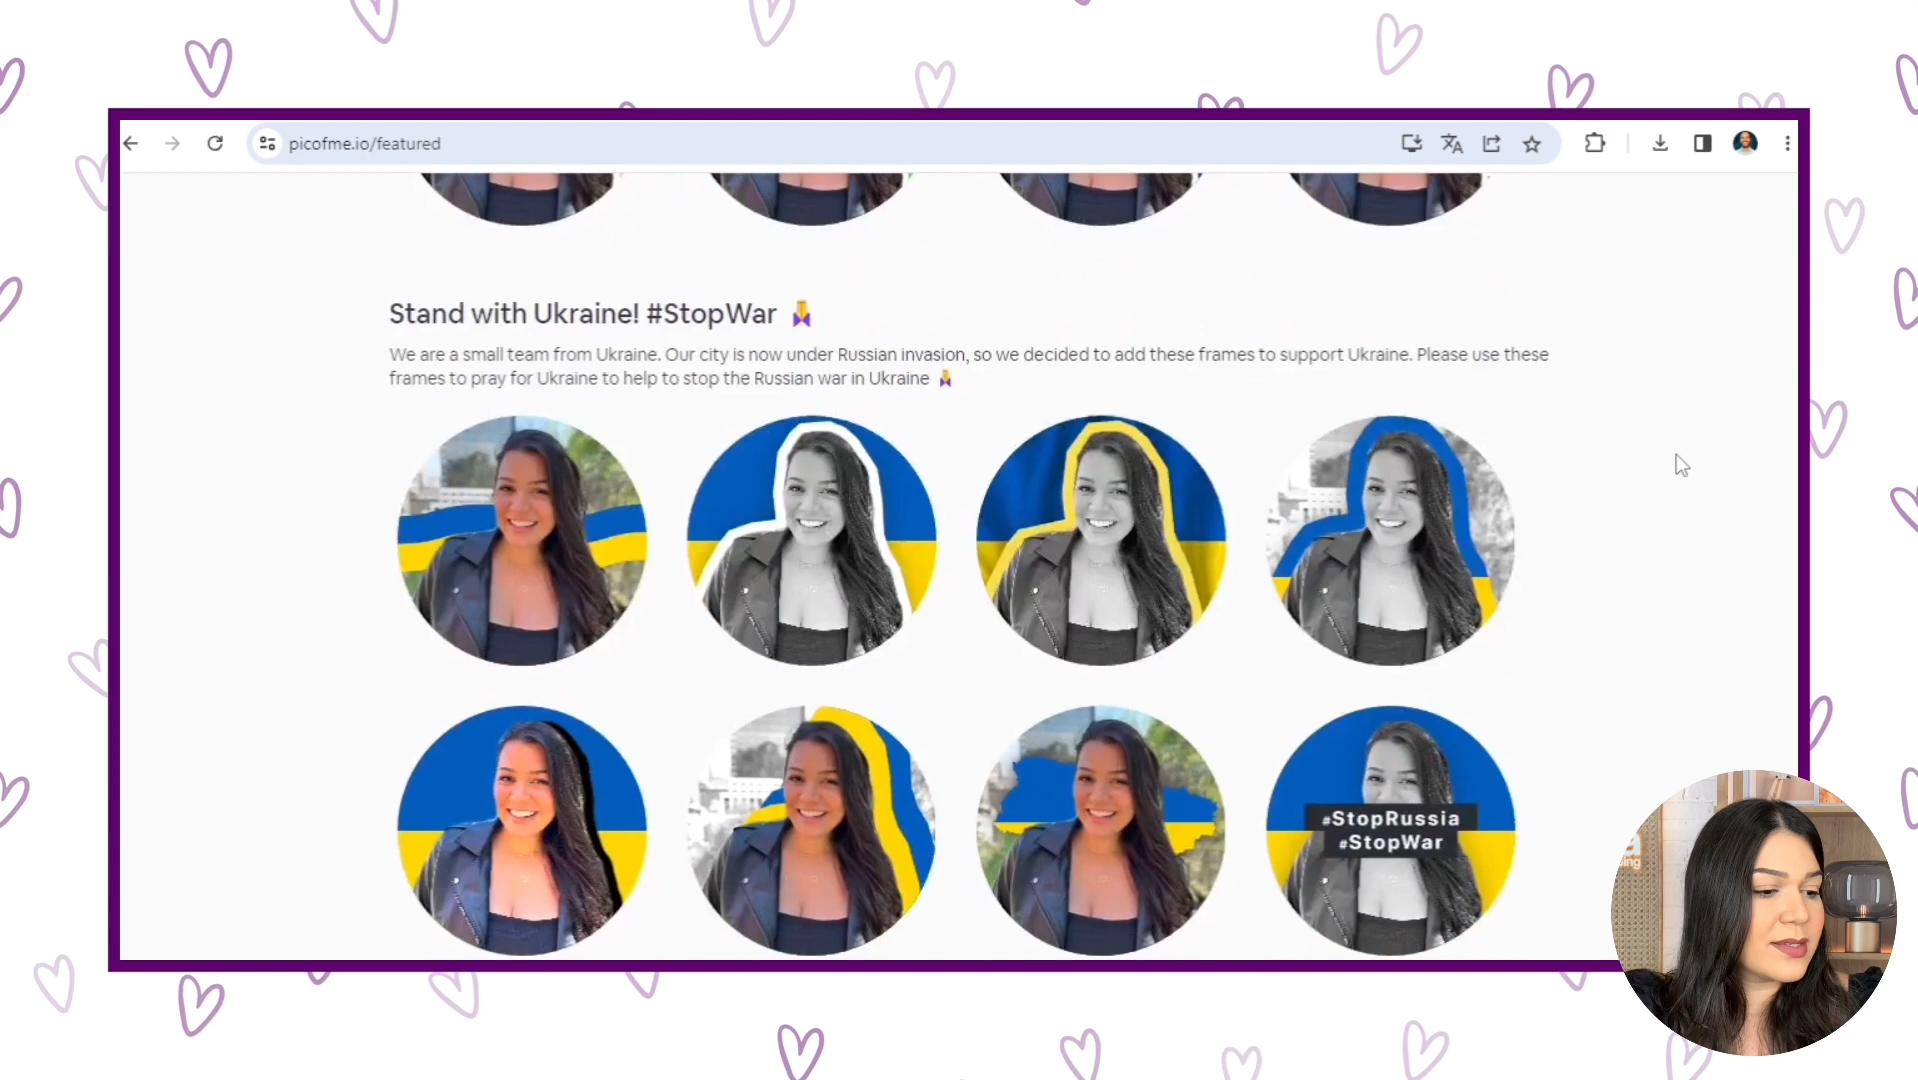 picofme.io/featured
Stand with Ukraine! #StopWar
We are a small team from Ukraine. Our city is now under Russian invasion, so we decided to add these frames to support Ukraine. Please use these
frames to pray for Ukraine to help to stop the Russian war in Ukraine
#StopRussia
#StopWar